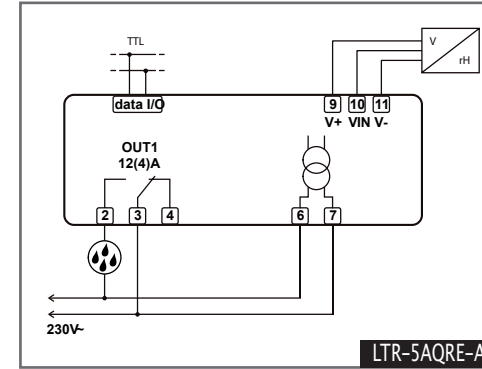 TTL
V
rH
data I/O
9 10 11
V+ VIN V-
OUT1
12(4)A
2 3 4 6 7
230V~
LTR-5AQRE-A